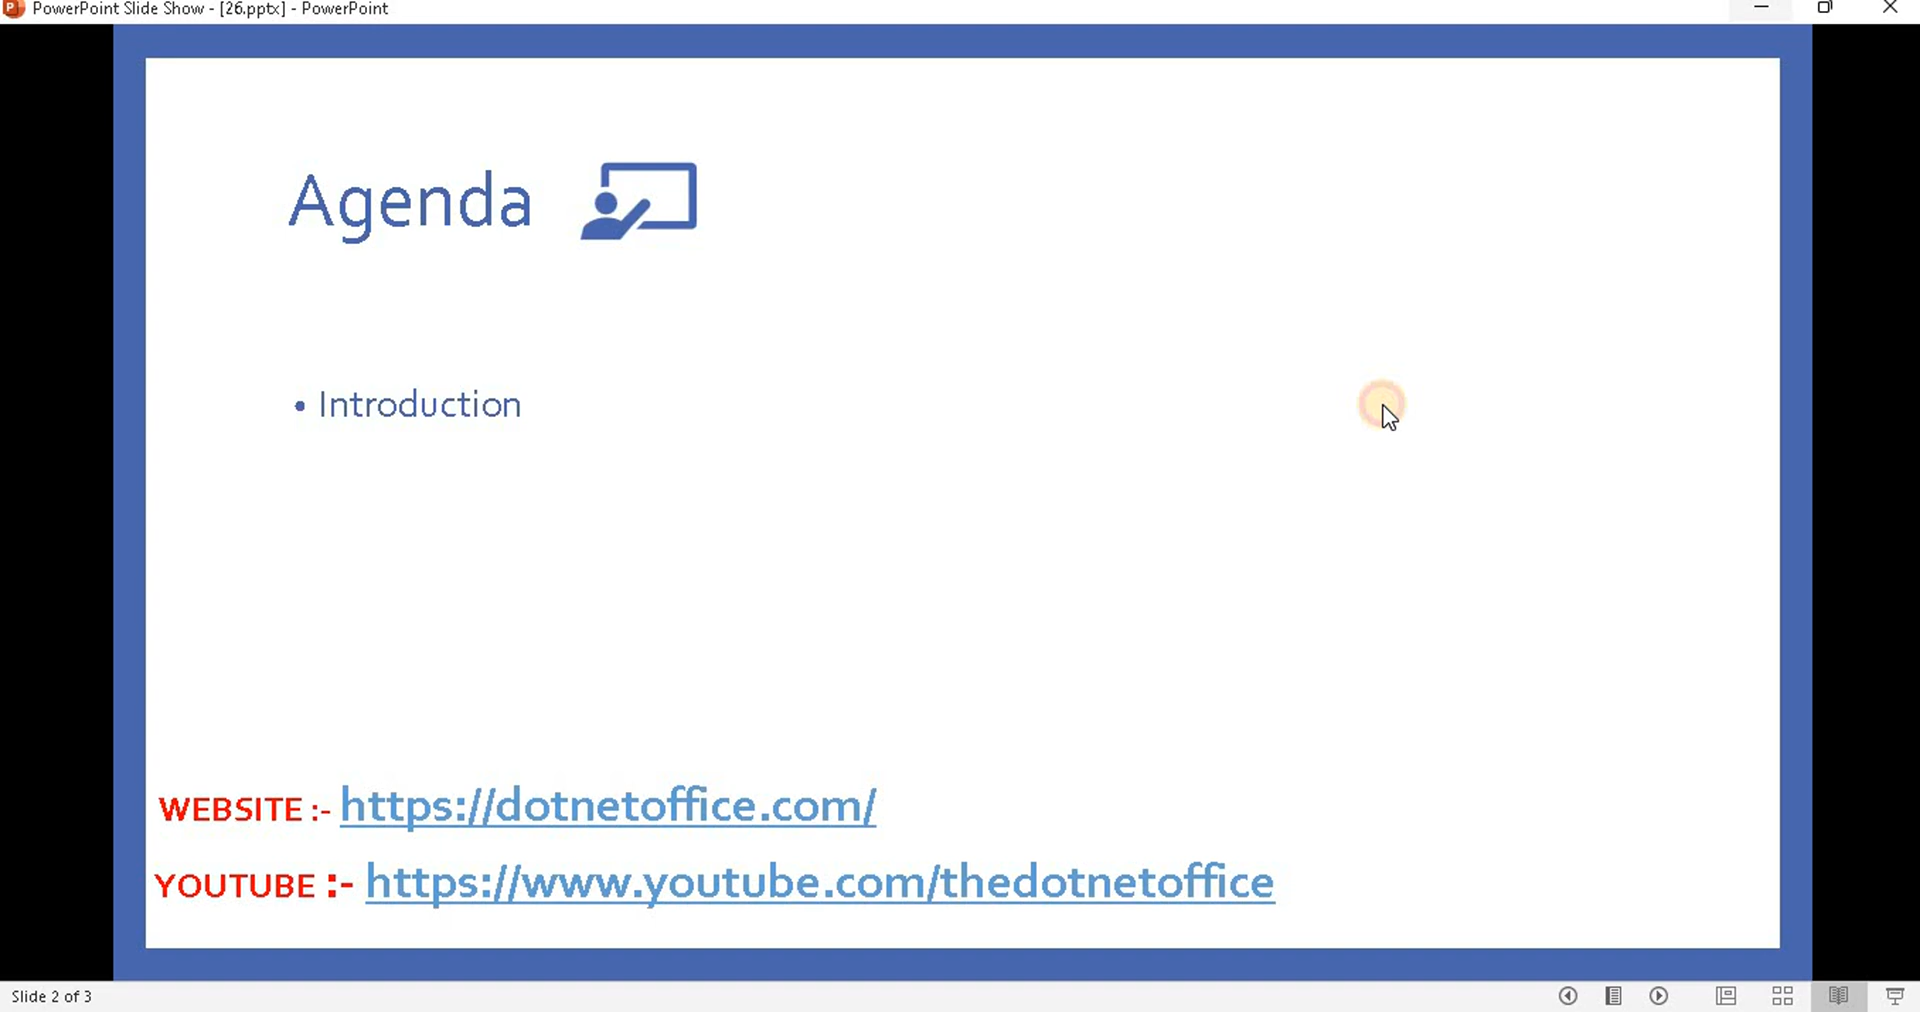 PowerPoint Slide Show - [26.pptx] - PowerPoint
Agenda
• Introduction
WEBSITE :- https://dotnetoffice.com/
YOUTUBE :- https://www.youtube.com/thedotnetoffice
Slide 2 of 3